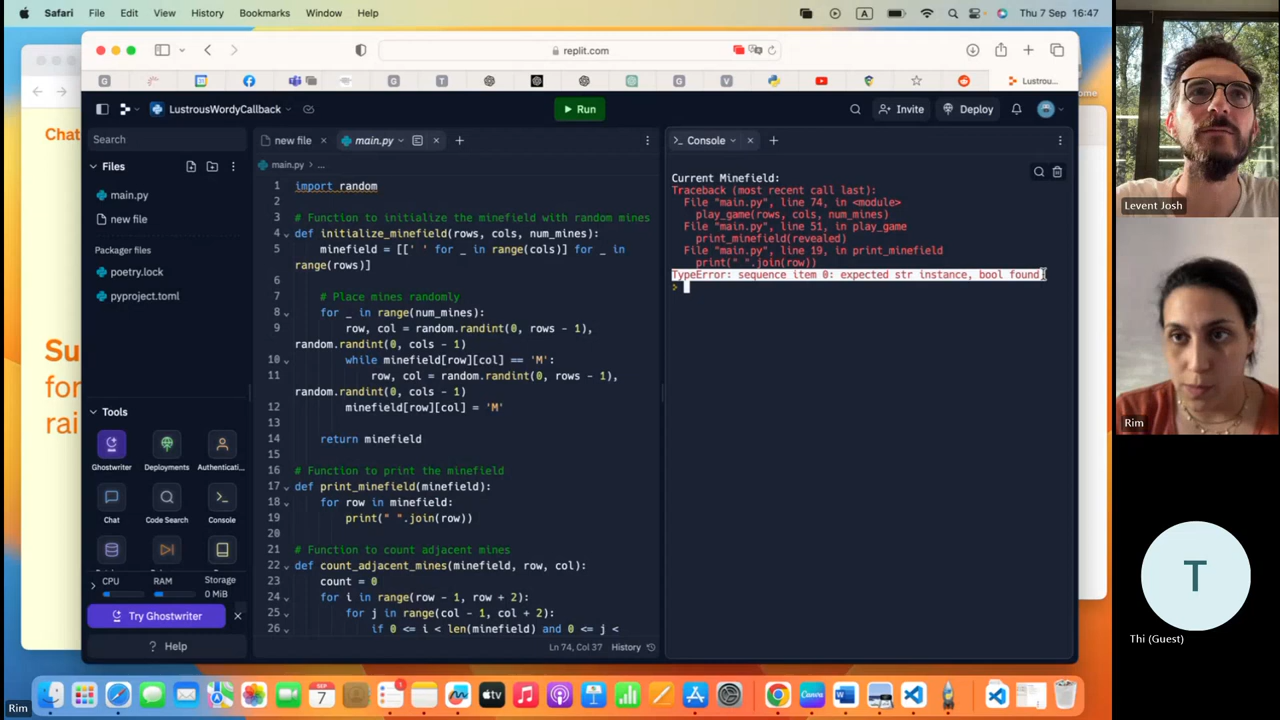 Safari File Edit View History Bookmarks Window Help
A
Thu 7 Sep 16:47
replit.com
Lustrou...
LustrousWordyCallback
Run
Invite
Deploy
Search
new file
main.py
Console
Files
main.py > ...
main.py
new file
Packager files
poetry.lock
pyproject.toml
Tools
Ghostwriter
Deployments
Authenticati...
Chat
Code Search
Console
CPU
RAM
Storage
0 MiB
Try Ghostwriter
Help
1 import random
2
3 # Function to initialize the minefield with random mines
4 def initialize_minefield(rows, cols, num_mines):
5 minefield = [[' ' for _ in range(cols)] for _ in
range(rows)]
6
7 # Place mines randomly
8 for _ in range(num_mines):
9 row, col = random.randint(0, rows - 1),
random.randint(0, cols - 1)
10 while minefield[row][col] == 'M':
11 row, col = random.randint(0, rows - 1),
random.randint(0, cols - 1)
12 minefield[row][col] = 'M'
13
14 return minefield
15
16 # Function to print the minefield
17 def print_minefield(minefield):
18 for row in minefield:
19 print(" ".join(row))
20
21 # Function to count adjacent mines
22 def count_adjacent_mines(minefield, row, col):
23 count = 0
24 for i in range(row - 1, row + 2):
25 for j in range(col - 1, col + 2):
26 if 0 <= i < len(minefield) and 0 <= j <
Ln 74, Col 37 History
Current Minefield:
Traceback (most recent call last):
File "main.py", line 74, in <module>
play_game(rows, cols, num_mines)
File "main.py", line 51, in play_game
print_minefield(revealed)
File "main.py", line 19, in print_minefield
print(" ".join(row))
TypeError: sequence item 0: expected str instance, bool found
>
Chat
Su
for
rai
ome
Levent Josh
Rim
T
Thi (Guest)
Rim